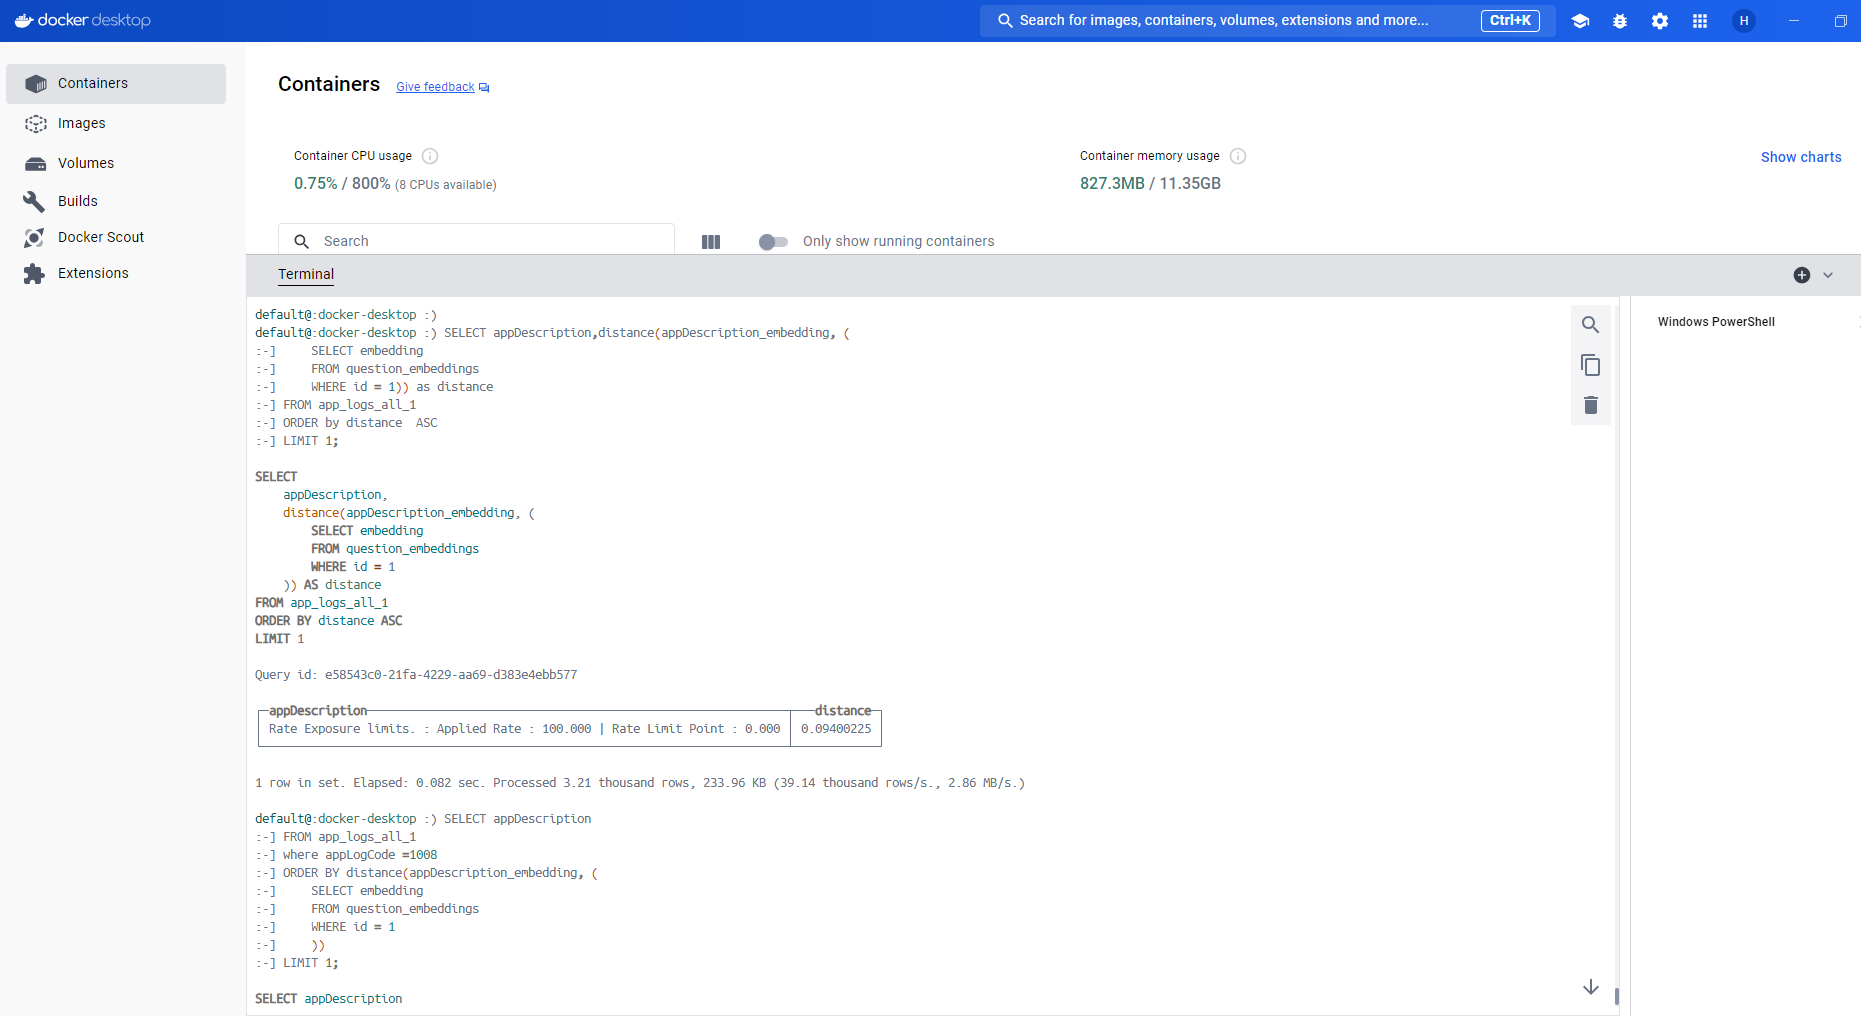 docker desktop
Search for images, containers, volumes, extensions and more...
Ctrl+K
H
Containers
Images
Volumes
Builds
Docker Scout
Extensions
Containers
Give feedback
Container CPU usage
0.75% / 800% (8 CPUs available)
Container memory usage
827.3MB / 11.35GB
Show charts
Search
Only show running containers
Terminal
Windows PowerShell
default@:docker-desktop :)
default@:docker-desktop :) SELECT appDescription,distance(appDescription_embedding, (
:-]     SELECT embedding
:-]     FROM question_embeddings
:-]     WHERE id = 1)) as distance
:-] FROM app_logs_all_1
:-] ORDER by distance  ASC
:-] LIMIT 1;
SELECT
    appDescription,
    distance(appDescription_embedding, (
        SELECT embedding
        FROM question_embeddings
        WHERE id = 1
    )) AS distance
FROM app_logs_all_1
ORDER BY distance ASC
LIMIT 1
Query id: e58543c0-21fa-4229-aa69-d383e4ebb577
appDescription distance
Rate Exposure limits. : Applied Rate : 100.000 | Rate Limit Point : 0.000 0.09400225
1 row in set. Elapsed: 0.082 sec. Processed 3.21 thousand rows, 233.96 KB (39.14 thousand rows/s., 2.86 MB/s.)
default@:docker-desktop :) SELECT appDescription
:-] FROM app_logs_all_1
:-] where appLogCode =1008
:-] ORDER BY distance(appDescription_embedding, (
:-]     SELECT embedding
:-]     FROM question_embeddings
:-]     WHERE id = 1
:-]     ))
:-] LIMIT 1;
SELECT appDescription